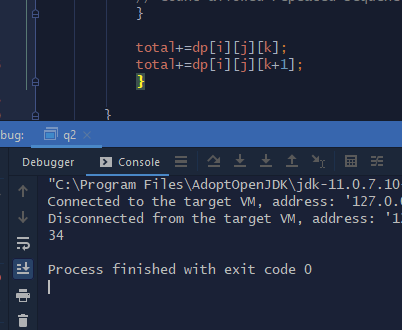 }
total+=dp[i][j][k];
total+=dp[i][j][k+1];
}
}
bug: q2
Debugger Console
"C:\Program Files\AdoptOpenJDK\jdk-11.0.7.10-
Connected to the target VM, address: '127.0.
Disconnected from the target VM, address: '12
34
Process finished with exit code 0